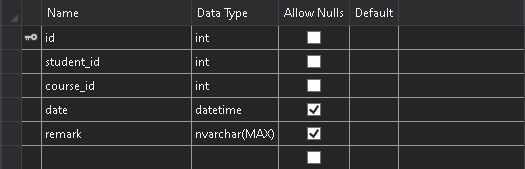 Name Data Type Allow Nulls Default
id int
student_id int
course_id int
date datetime
remark nvarchar(MAX)